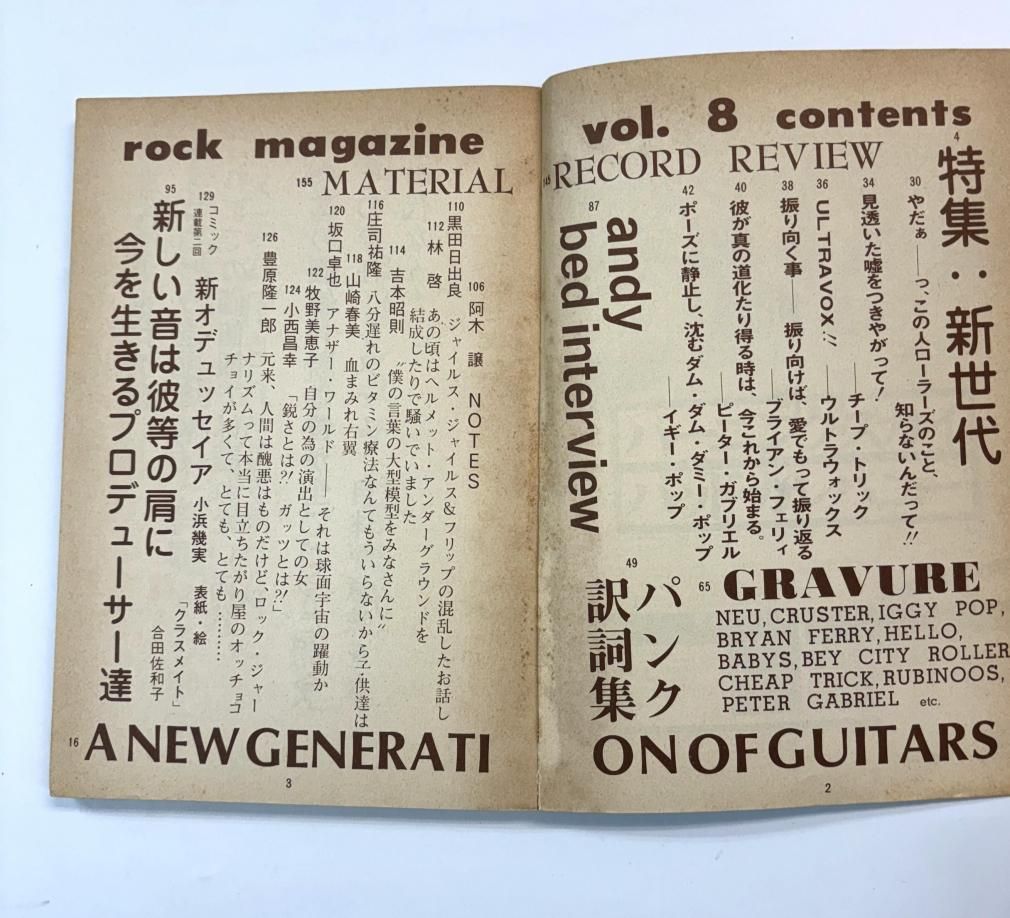 vol. 8 contents
4
特集：新世代
30
やだぁ——っ、この人ローラーズのこと、
知らないんだって!!
34
見透いた嘘をつきやがって！
——チープ・トリック
36
ULTRAVOX!!
——ウルトラヴォックス
38
振り向く事——振り向けば、愛でもって振り返る
——ブライアン・フェリィ
40
彼が真の道化たり得る時は、今これから始まる。
——ピーター・ガブリエル
42
ポーズに静止し、沈むダム・ダム・ダミー・ポップ
——イギー・ポップ
RECORD REVIEW
87
andy
bed interview
65
GRAVURE
NEU, CRUSTER, IGGY POP,
BRYAN FERRY, HELLO,
BABYS, BEY CITY ROLLER
CHEAP TRICK, RUBINOOS,
PETER GABRIEL etc.
49
パンク
訳詞集
ON OF GUITARS
2
rock magazine
155
MATERIAL
106
阿木 譲 NOTES
110
黒田日出良 ジャイルス・ジャイルス&フリップの混乱したお話し
112
林 啓 あの頃はヘルメット・アンダーグラウンドを
結成したりで騒いでいました
114
吉本昭則 〝僕の言葉の大型模型をみなさんに〟
116
庄司祐隆 八分遅れのビタミン療法なんてもういらないから子供達は
118
山崎春美 血まみれ右翼
120
坂口卓也 アナザー・ワールド——それは球面宇宙の躍動か
122
牧野美恵子 自分の為の演出としての女
124
小西昌幸 「鋭さとは?! ガッツとは?!」
126
豊原隆一郎 元来、人間は醜悪はものだけど、ロック・ジャー
ナリズムって本当に目立ちたがり屋のオッチョコ
チョイが多くて、とても、とても………
129
コミック
連載第二回
新オデュッセイア 小浜幾実 表紙・絵
「クラスメイト」
合田佐和子
95
新しい音は彼等の肩に
今を生きるプロデューサー達
16
A NEW GENERATI
3